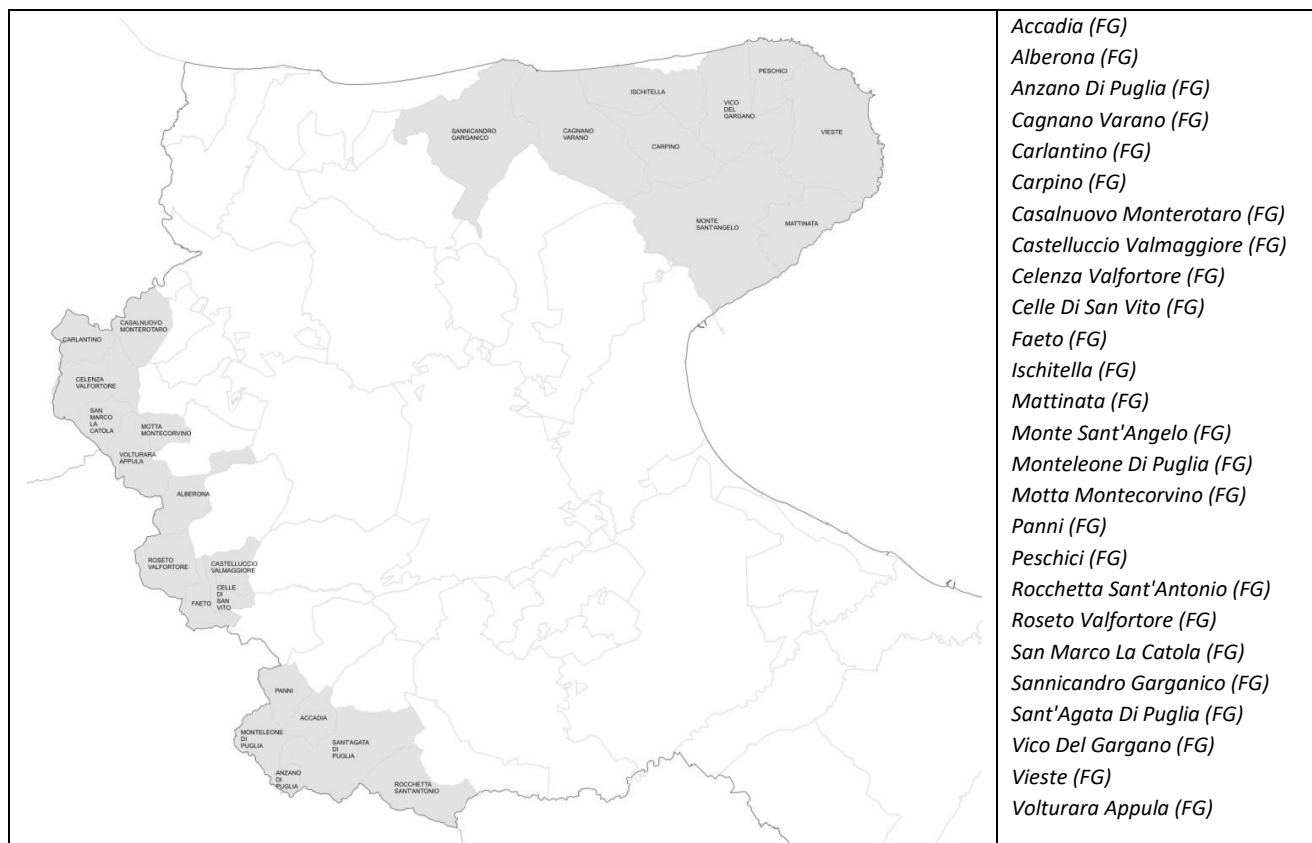 PESCHICI
ISCHITELLA
VICO
DEL
GARGANO
SANNICANDRO
GARGANICO
CAGNANO
VARANO
VIESTE
CARPINO
MONTE
SANT'ANGELO
MATTINATA
CASALNUOVO
MONTEROTARO
CARLANTINO
CELENZA
VALFORTORE
SAN
MARCO
LA
CATOLA
MOTTA
MONTECORVINO
VOLTURARA
APPULA
ALBERONA
ROSETO
VALFORTORE
CASTELLUCCIO
VALMAGGIORE
CELLE
DI
SAN
VITO
FAETO
PANNI
ACCADIA
MONTELEONE
DI
PUGLIA
SANT'AGATA
DI
PUGLIA
ANZANO
DI
PUGLIA
ROCCHETTA
SANT'ANTONIO
Accadia (FG)
Alberona (FG)
Anzano Di Puglia (FG)
Cagnano Varano (FG)
Carlantino (FG)
Carpino (FG)
Casalnuovo Monterotaro (FG)
Castelluccio Valmaggiore (FG)
Celenza Valfortore (FG)
Celle Di San Vito (FG)
Faeto (FG)
Ischitella (FG)
Mattinata (FG)
Monte Sant'Angelo (FG)
Monteleone Di Puglia (FG)
Motta Montecorvino (FG)
Panni (FG)
Peschici (FG)
Rocchetta Sant'Antonio (FG)
Roseto Valfortore (FG)
San Marco La Catola (FG)
Sannicandro Garganico (FG)
Sant'Agata Di Puglia (FG)
Vico Del Gargano (FG)
Vieste (FG)
Volturara Appula (FG)